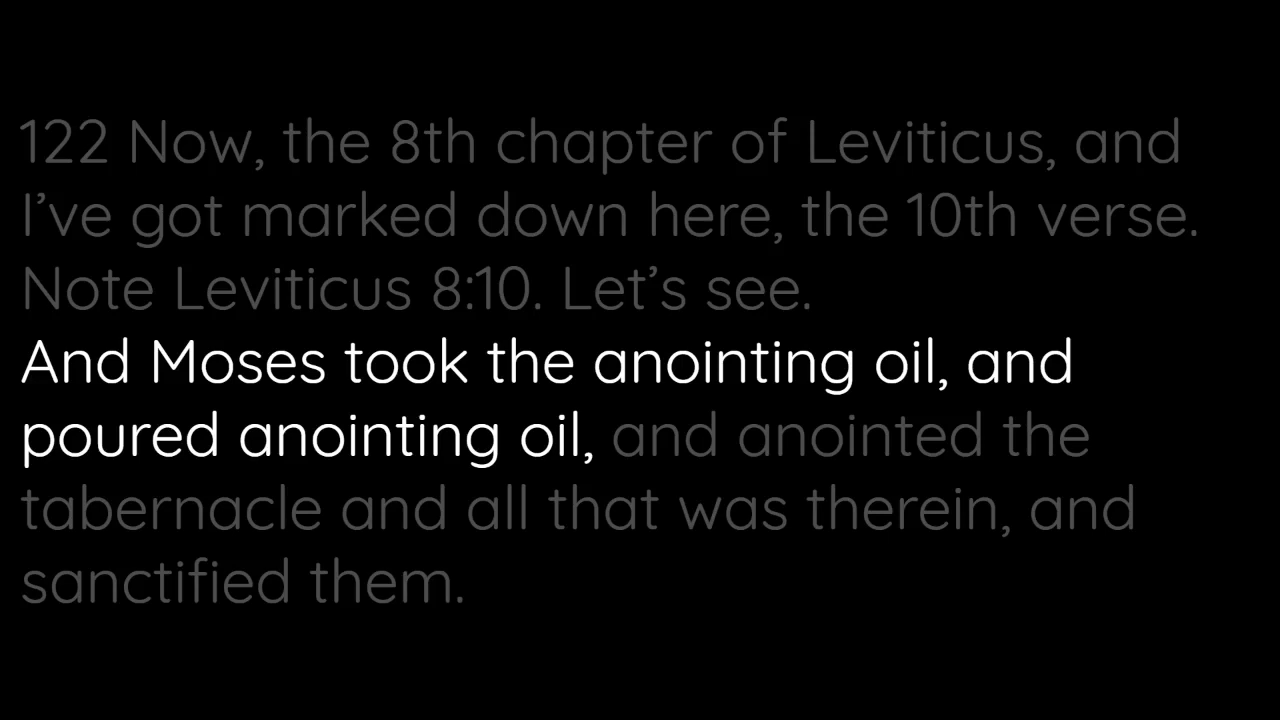 122 Now, the 8th chapter of Leviticus, and
I’ve got marked down here, the 10th verse.
Note Leviticus 8:10. Let’s see.
And Moses took the anointing oil, and
poured anointing oil, and anointed the
tabernacle and all that was therein, and
sanctified them.